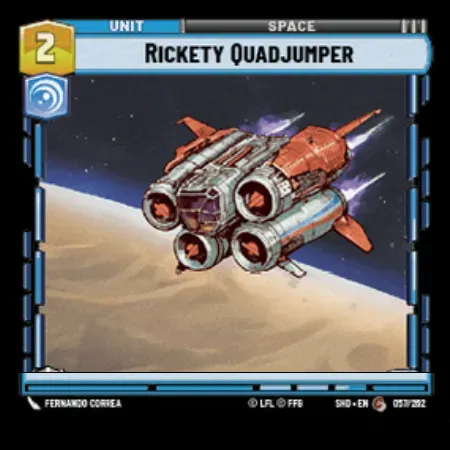 UNIT SPACE
2 RICKETY QUADJUMPER
FERNANDO CORREA © LFL © FFG SHD • EN 057/262